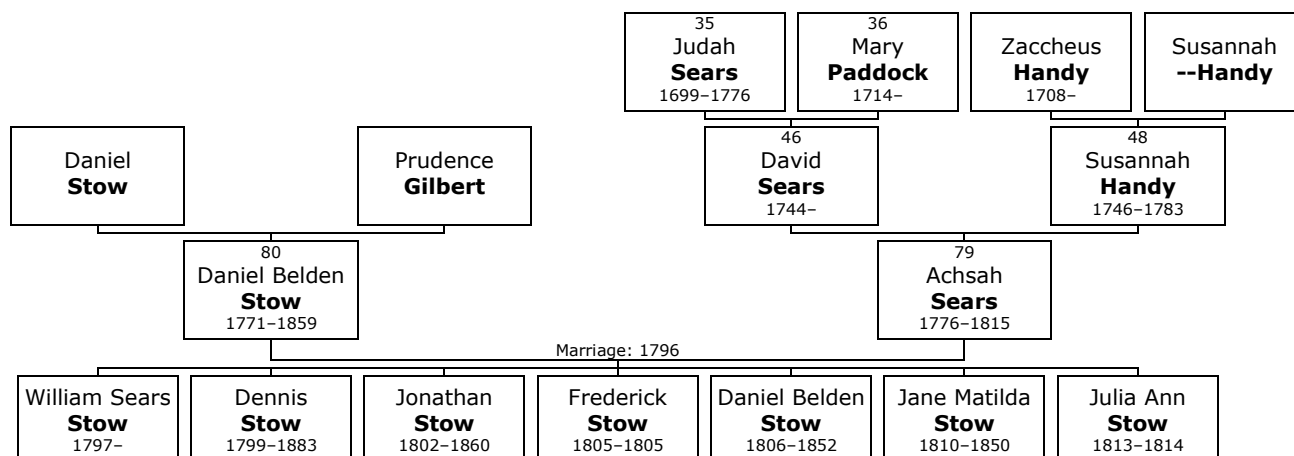 35
Judah
Sears
1699–1776
36
Mary
Paddock
1714–
Zaccheus
Handy
1708–
Susannah
--Handy
Daniel
Stow
Prudence
Gilbert
46
David
Sears
1744–
48
Susannah
Handy
1746–1783
80
Daniel Belden
Stow
1771–1859
79
Achsah
Sears
1776–1815
Marriage: 1796
William Sears
Stow
1797–
Dennis
Stow
1799–1883
Jonathan
Stow
1802–1860
Frederick
Stow
1805–1805
Daniel Belden
Stow
1806–1852
Jane Matilda
Stow
1810–1850
Julia Ann
Stow
1813–1814